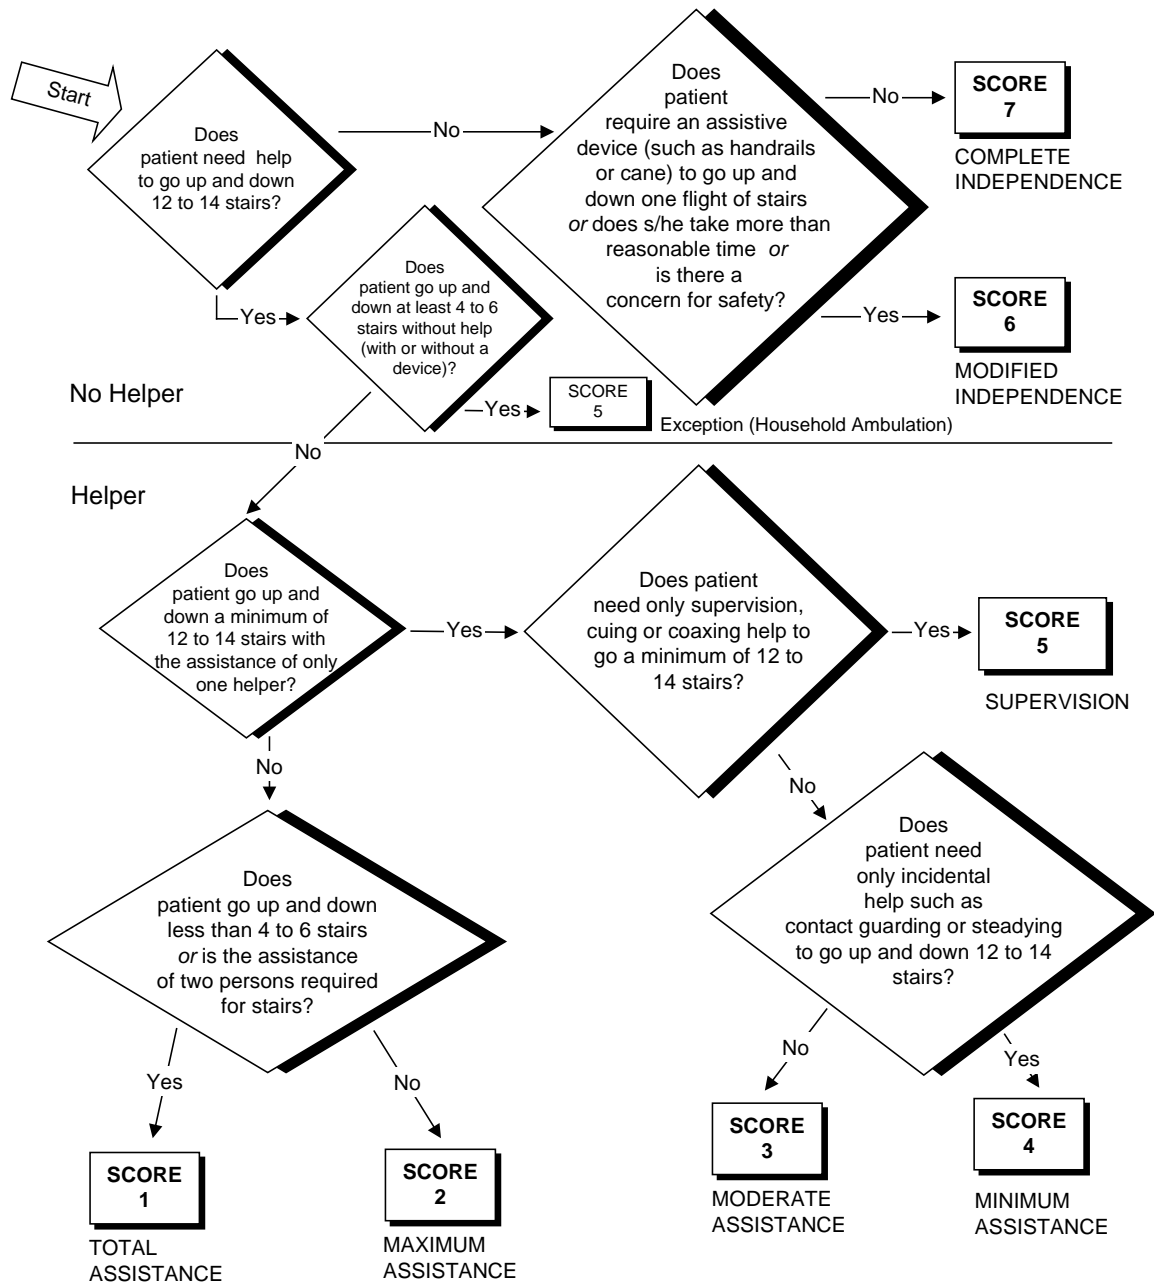 Start
Does
patient need help
to go up and down
12 to 14 stairs?
No
Does
patient
require an assistive
device (such as handrails
or cane) to go up and
down one flight of stairs
or does s/he take more than
reasonable time or
is there a
concern for safety?
No
SCORE
7
COMPLETE
INDEPENDENCE
Yes
SCORE
6
MODIFIED
INDEPENDENCE
Yes
Does
patient go up and
down at least 4 to 6
stairs without help
(with or without a
device)?
Yes
SCORE
5
Exception (Household Ambulation)
No Helper
No
Helper
Does
patient go up and
down a minimum of
12 to 14 stairs with
the assistance of only
one helper?
Yes
Does patient
need only supervision,
cuing or coaxing help to
go a minimum of 12 to
14 stairs?
Yes
SCORE
5
SUPERVISION
No
No
Does
patient need
only incidental
help such as
contact guarding or steadying
to go up and down 12 to 14
stairs?
Does
patient go up and down
less than 4 to 6 stairs
or is the assistance
of two persons required
for stairs?
Yes
No
No
Yes
SCORE
1
TOTAL
ASSISTANCE
SCORE
2
MAXIMUM
ASSISTANCE
SCORE
3
MODERATE
ASSISTANCE
SCORE
4
MINIMUM
ASSISTANCE